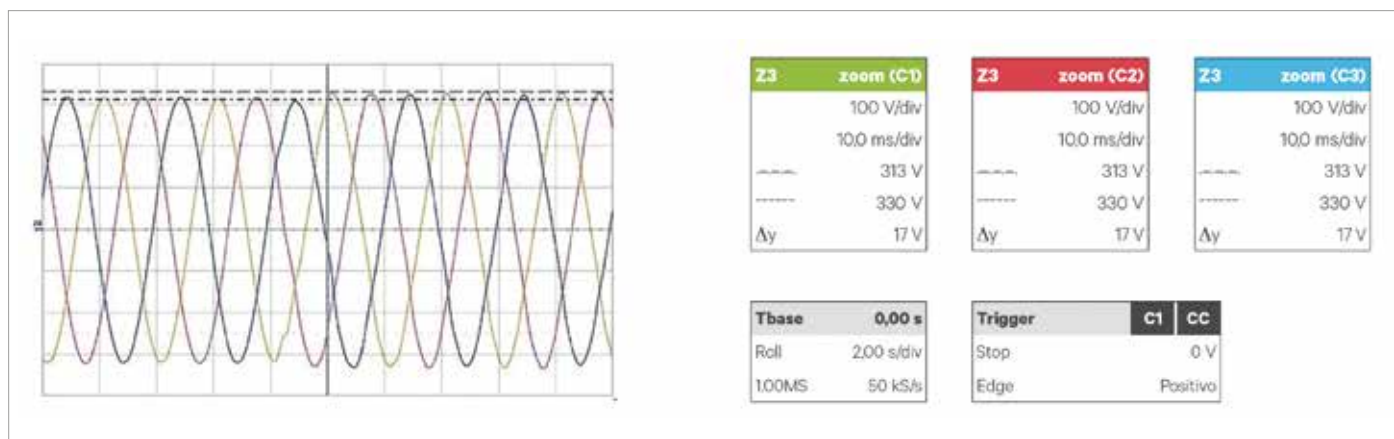 Z3 zoom (C1)
100 V/div
10,0 ms/div
313 V
330 V
Δy 17 V
Z3 zoom (C2)
100 V/div
10,0 ms/div
313 V
330 V
Δy 17 V
Z3 zoom (C3)
100 V/div
10,0 ms/div
313 V
330 V
Δy 17 V
Tbase 0,00 s
Roll 2,00 s/div
1.00MS 50 kS/s
Trigger C1 CC
Stop 0 V
Edge Positivo